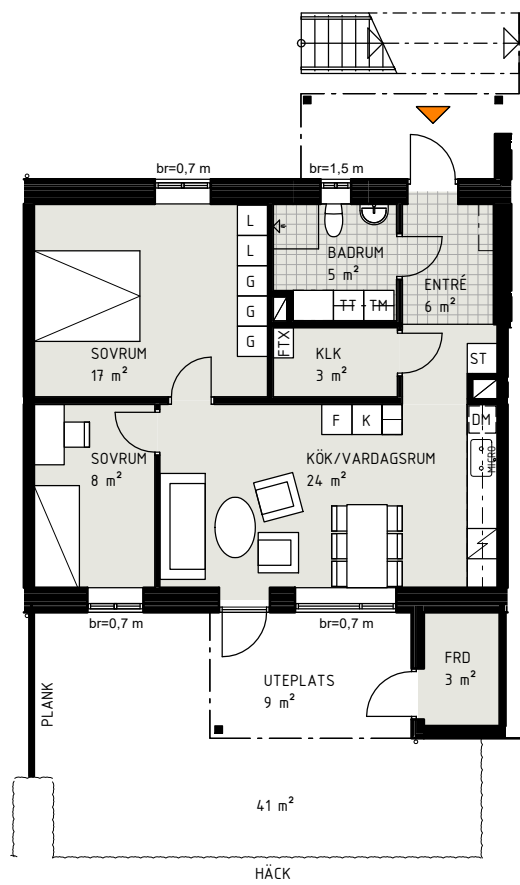 br=0,7 m
br=1,5 m
L
L
G
G
G
BADRUM
5 m²
TT - TM
ENTRÉ
6 m²
SOVRUM
17 m²
FTX
KLK
3 m²
ST
F
K
DM
MICRO
SOVRUM
8 m²
KÖK/VARDAGSRUM
24 m²
br=0,7 m
br=0,7 m
PLANK
UTEPLATS
9 m²
FRD
3 m²
41 m²
HÄCK